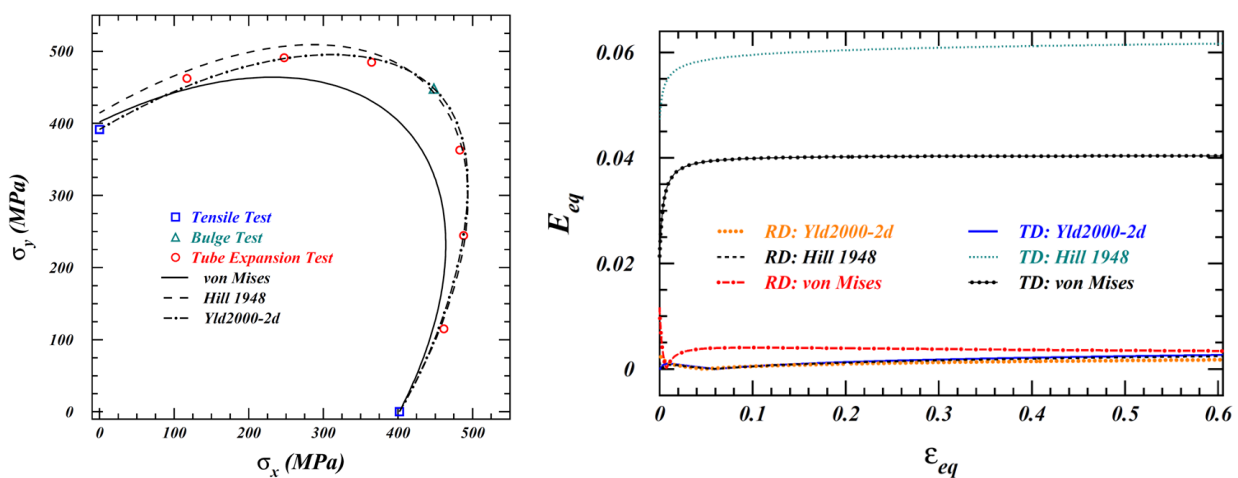 500
400
300
200
100
0
σy (MPa)
Tensile Test
Bulge Test
Tube Expansion Test
von Mises
Hill 1948
Yld2000-2d
0 100 200 300 400 500
σx (MPa)
0.06
0.04
0.02
0
Eeq
RD: Yld2000-2d
RD: Hill 1948
RD: von Mises
TD: Yld2000-2d
TD: Hill 1948
TD: von Mises
0 0.1 0.2 0.3 0.4 0.5 0.6
εeq